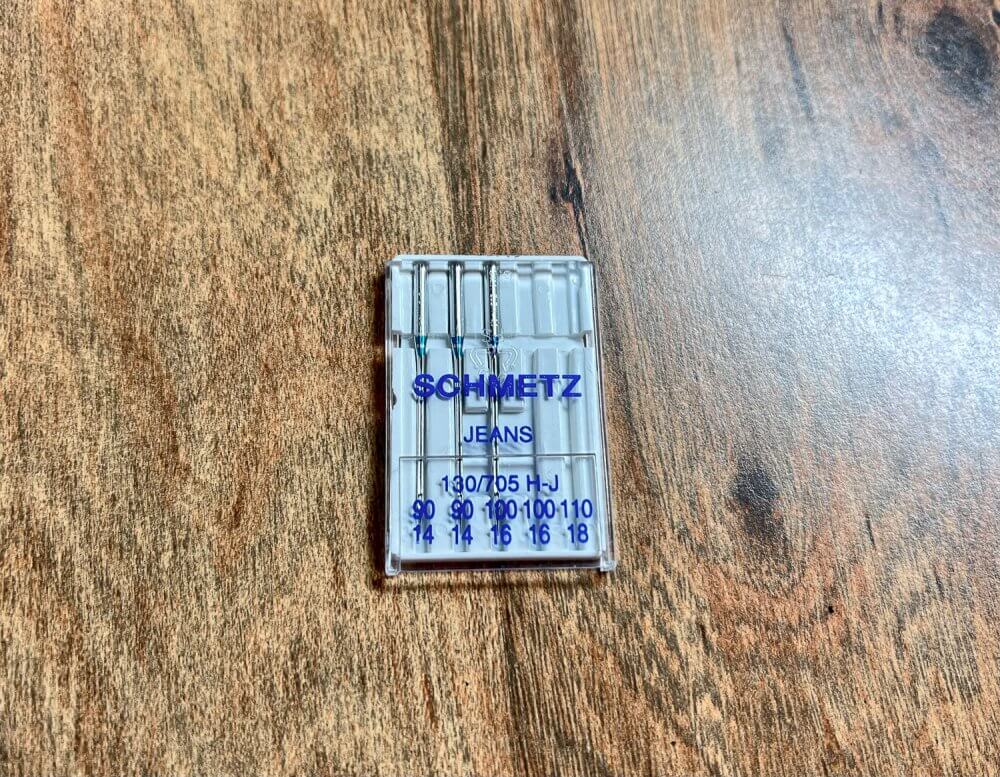 SCHMETZ
JEANS
130/705 H-J
90 90 100 100 110
14 14 16 16 18